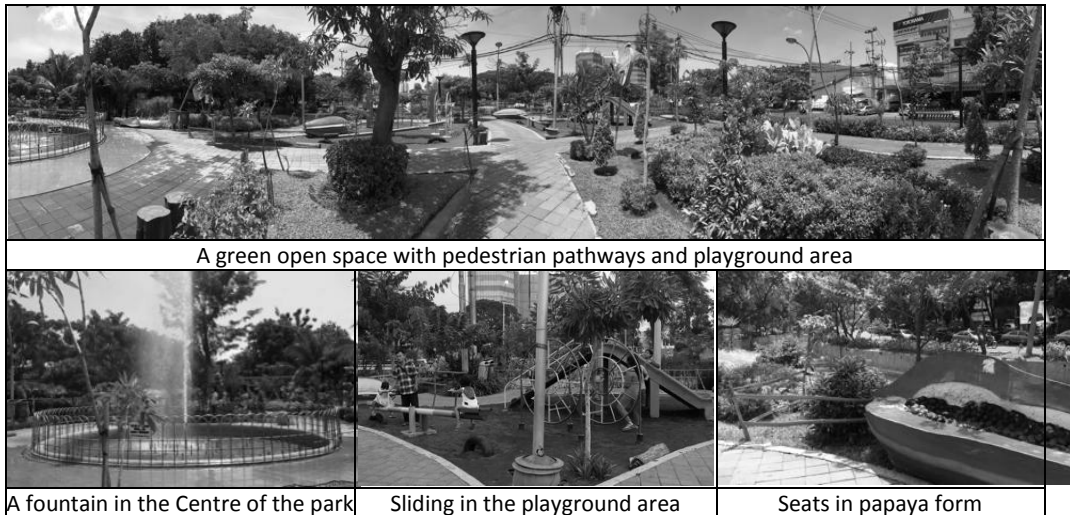 YOKOHAMA
A green open space with pedestrian pathways and playground area
A fountain in the Centre of the park
Sliding in the playground area
Seats in papaya form